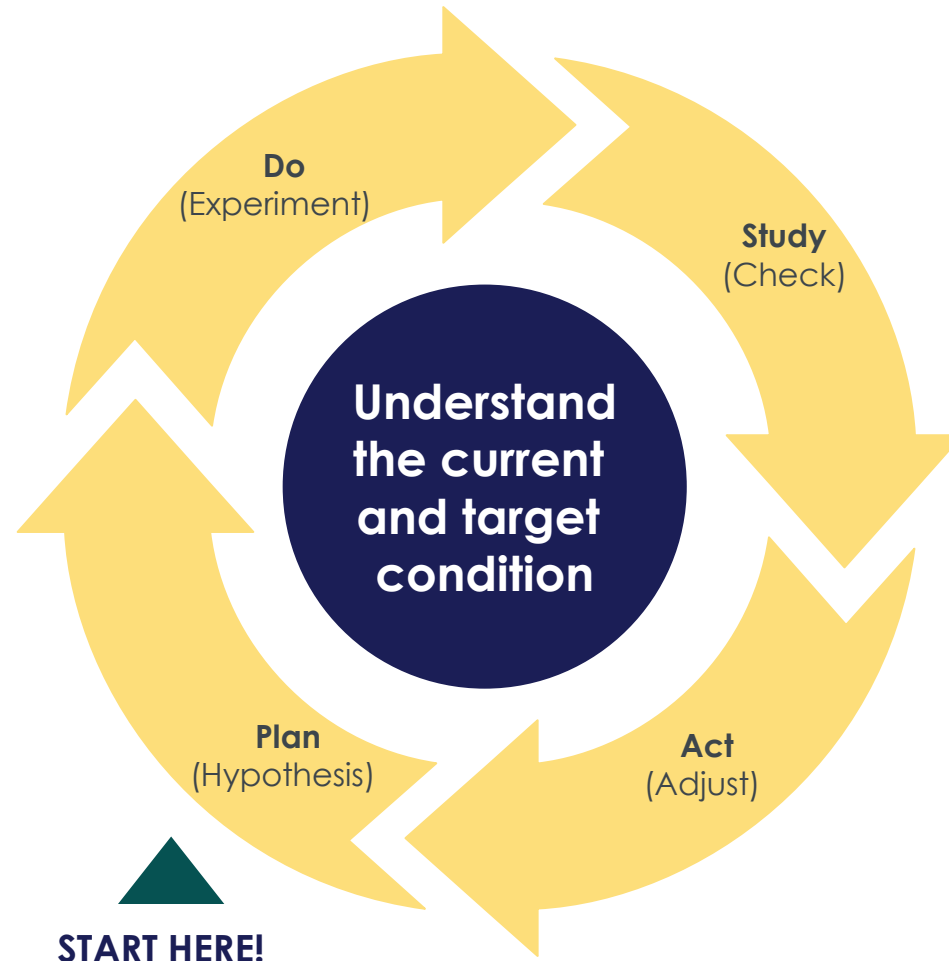 Do
(Experiment)
Study
(Check)
Understand
the current
and target
condition
Plan
(Hypothesis)
Act
(Adjust)
START HERE!